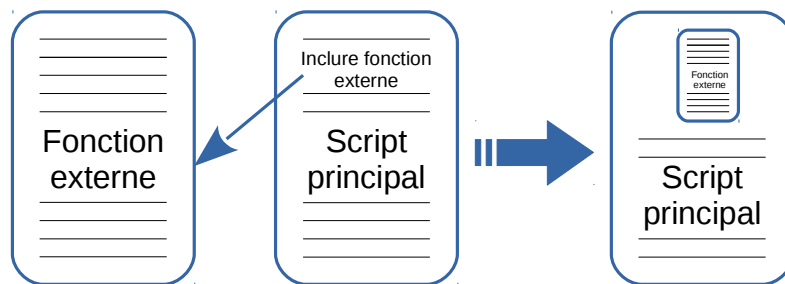 Fonction
externe
Inclure fonction
externe
Script
principal
Fonction
externe
Script
principal